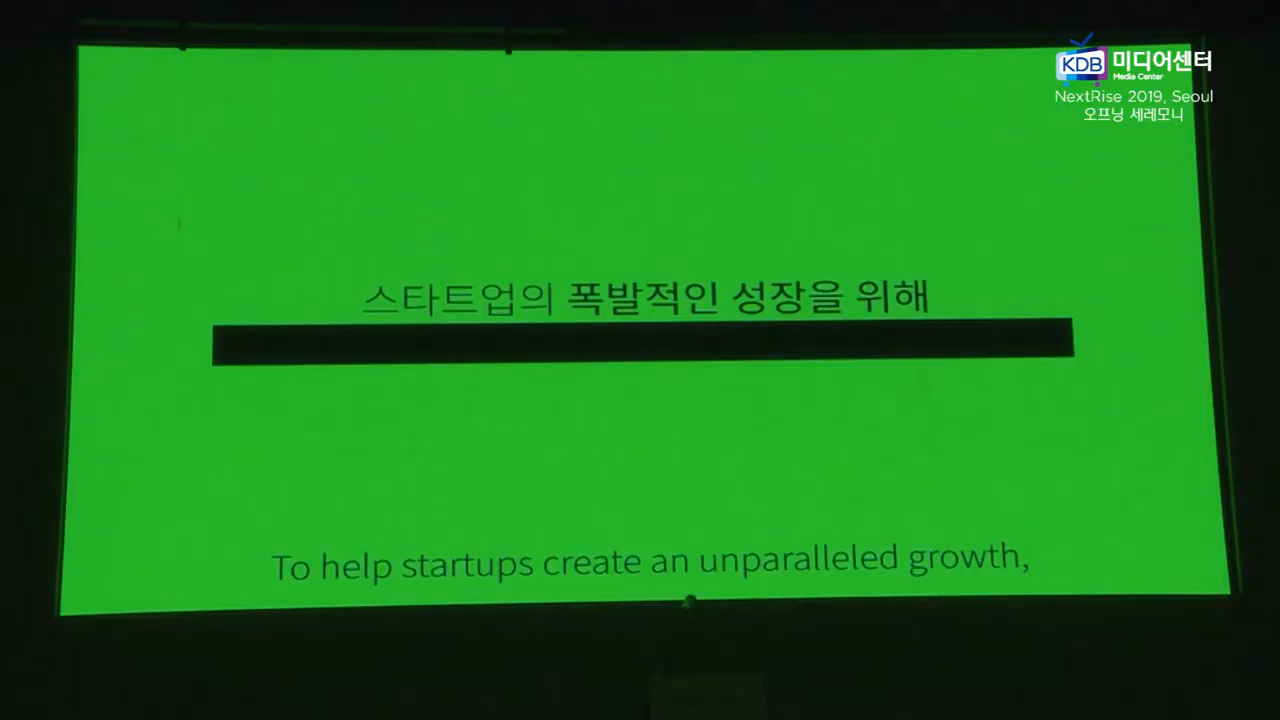 KDB 미디어센터
Media Center
NextRise 2019, Seoul
오프닝 세레모니
스타트업의 폭발적인 성장을 위해
To help startups create an unparalleled growth,